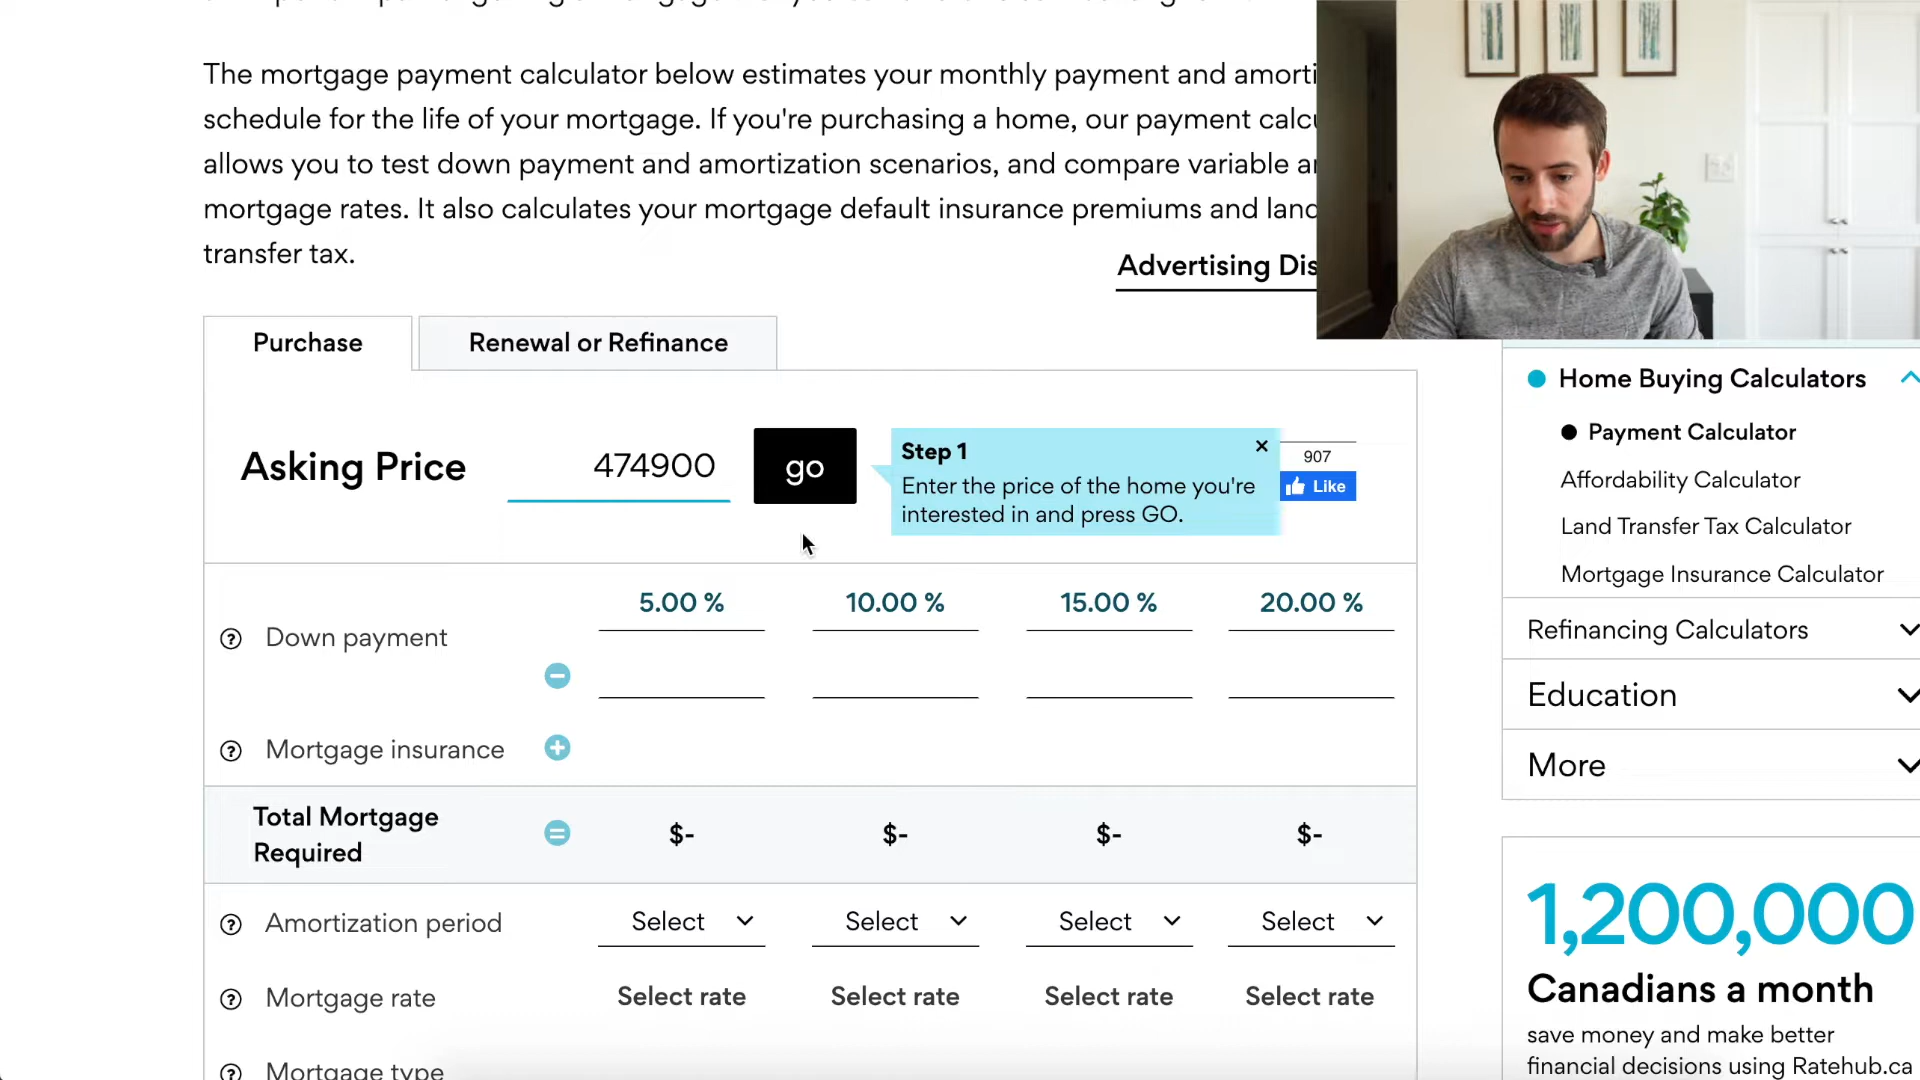 The mortgage payment calculator below estimates your monthly payment and amorti
schedule for the life of your mortgage. If you're purchasing a home, our payment calcu
allows you to test down payment and amortization scenarios, and compare variable a
mortgage rates. It also calculates your mortgage default insurance premiums and land
transfer tax.
Advertising Dis
Purchase
Renewal or Refinance
Asking Price
474900
go
Step 1
×
Enter the price of the home you're
interested in and press GO.
907
Like
5.00 %
10.00 %
15.00 %
20.00 %
Down payment
Mortgage insurance
Total Mortgage
Required
$-
$-
$-
$-
Amortization period
Select
Select
Select
Select
Mortgage rate
Select rate
Select rate
Select rate
Select rate
Mortgage type
Home Buying Calculators
Payment Calculator
Affordability Calculator
Land Transfer Tax Calculator
Mortgage Insurance Calculator
Refinancing Calculators
Education
More
1,200,000
Canadians a month
save money and make better
financial decisions using Ratehub.ca